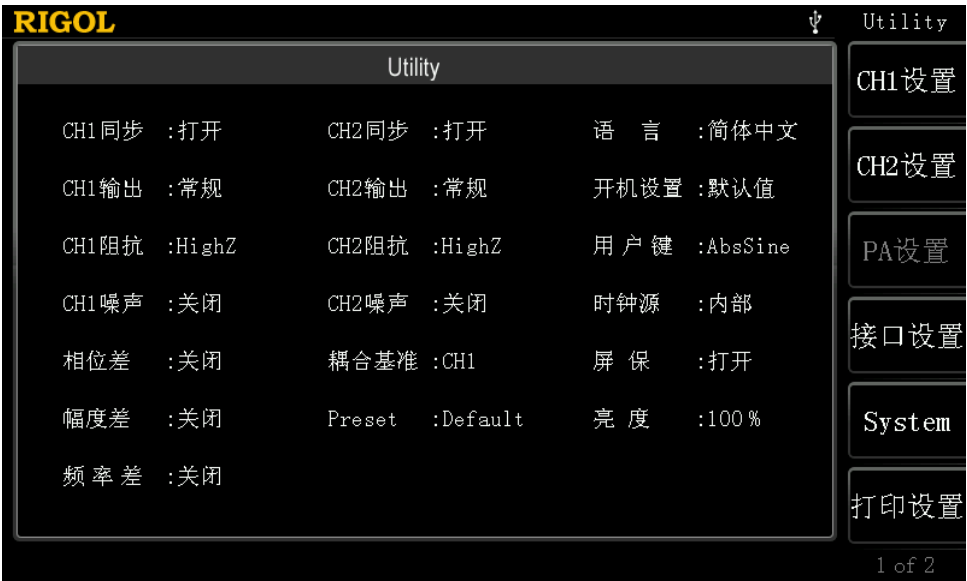 RIGOL
Utility
Utility
CH1同步 :打开 CH2同步 :打开 语 言 :简体中文
CH1输出 :常规 CH2输出 :常规 开机设置 :默认值
CH1阻抗 :HighZ CH2阻抗 :HighZ 用 户 键 :AbsSine
CH1噪声 :关闭 CH2噪声 :关闭 时钟源 :内部
相位差 :关闭 耦合基准 :CH1 屏 保 :打开
幅度差 :关闭 Preset :Default 亮 度 :100%
频 率 差 :关闭
CH1设置
CH2设置
PA设置
接口设置
System
打印设置
1 of 2